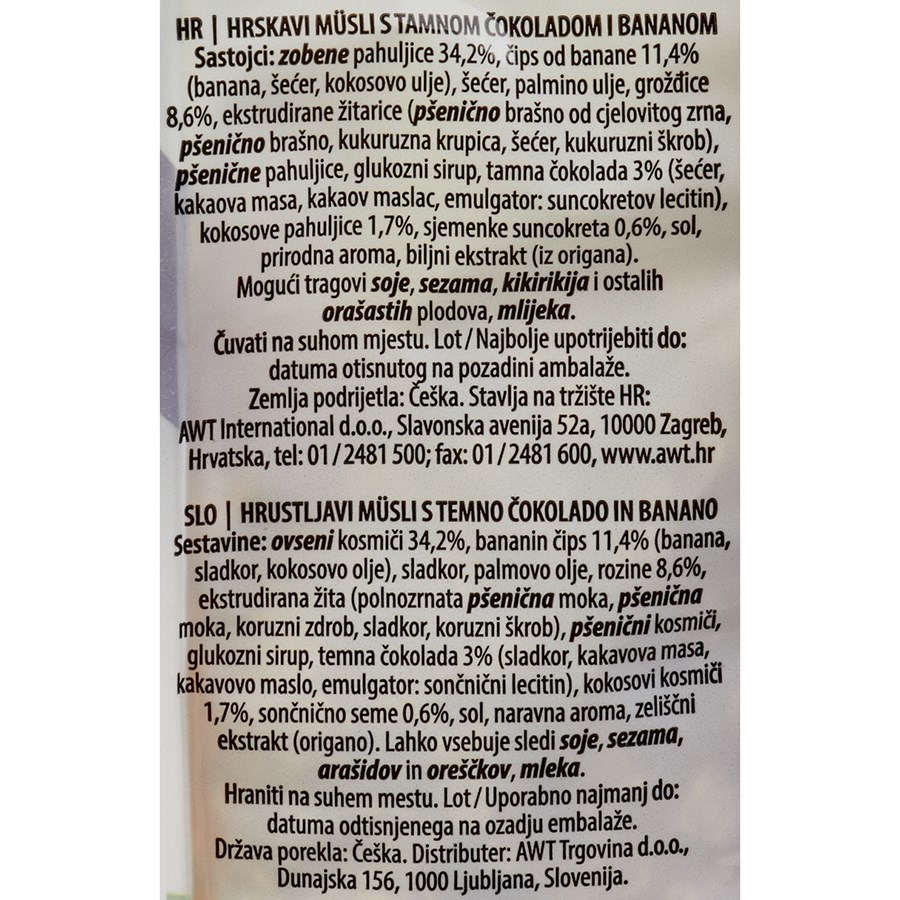 HR | HRSKAVI MÜSLI S TAMNOM ČOKOLADOM I BANANOM
Sastojci: zobene pahuljice 34,2%, čips od banane 11,4%
(banana, šećer, kokosovo ulje), šećer, palmino ulje, grožđice
8,6%, ekstrudirane žitarice (pšenično brašno od cjelovitog zrna,
pšenično brašno, kukuruzna krupica, šećer, kukuruzni škrob),
pšenične pahuljice, glukozni sirup, tamna čokolada 3% (šećer,
kakaova masa, kakaov maslac, emulgator: suncokretov lecitin),
kokosove pahuljice 1,7%, sjemenke suncokreta 0,6%, sol,
prirodna aroma, biljni ekstrakt (iz origana).
Mogući tragovi soje, sezama, kikirikija i ostalih
orašastih plodova, mlijeka.
Čuvati na suhom mjestu. Lot / Najbolje upotrijebiti do:
datuma otisnutog na pozadini ambalaže.
Zemlja podrijetla: Češka. Stavlja na tržište HR:
AWT International d.o.o., Slavonska avenija 52a, 10000 Zagreb,
Hrvatska, tel: 01 / 2481 500; fax: 01 / 2481 600, www.awt.hr
SLO | HRUSTLJAVI MÜSLI S TEMNO ČOKOLADO IN BANANO
Sestavine: ovseni kosmiči 34,2%, bananin čips 11,4% (banana,
sladkor, kokosovo olje), sladkor, palmovo olje, rozine 8,6%,
ekstrudirana žita (polnozrnata pšenična moka, pšenična
moka, koruzni zdrob, sladkor, koruzni škrob), pšenični kosmiči,
glukozni sirup, temna čokolada 3% (sladkor, kakavova masa,
kakavovo maslo, emulgator: sončnični lecitin), kokosovi kosmiči
1,7%, sončnično seme 0,6%, sol, naravna aroma, zeliščni
ekstrakt (origano). Lahko vsebuje sledi soje, sezama,
arašidov in oreščkov, mleka.
Hraniti na suhem mestu. Lot / Uporabno najmanj do:
datuma odtisnjenega na ozadju embalaže.
Država porekla: Češka. Distributer: AWT Trgovina d.o.o.,
Dunajska 156, 1000 Ljubljana, Slovenija.